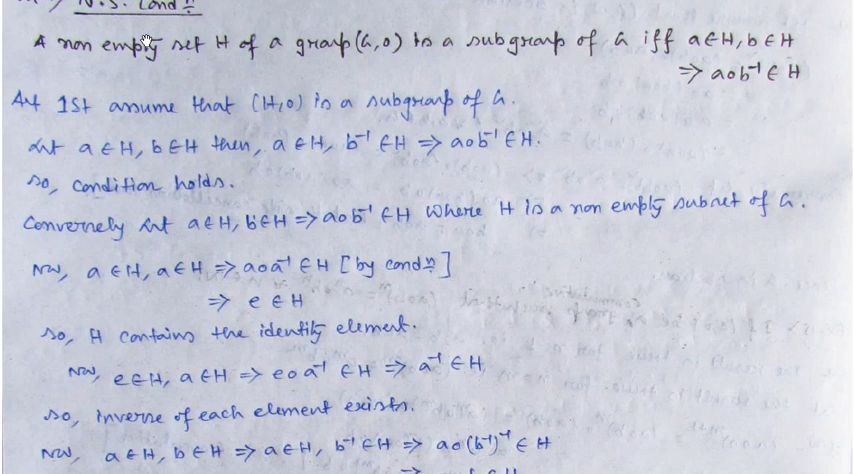 N.S. Condn
A non empty set H of a group (G,o) is a subgroup of G iff a∈H, b∈H
⇒ aob⁻¹ ∈ H
At 1st assume that (H,o) is a subgroup of G.
Let a∈H, b∈H then, a∈H, b⁻¹∈H ⇒ aob⁻¹∈H.
So, condition holds.
Conversely let a∈H, b∈H ⇒ aob⁻¹∈H where H is a non empty subset of G.
Now, a∈H, a∈H ⇒ aoa⁻¹∈H [by condn]
⇒ e∈H
So, H contains the identity element.
Now, e∈H, a∈H ⇒ eoa⁻¹∈H ⇒ a⁻¹∈H
So, inverse of each element exists.
Now, a∈H, b∈H ⇒ a∈H, b⁻¹∈H ⇒ ao(b⁻¹)⁻¹∈H